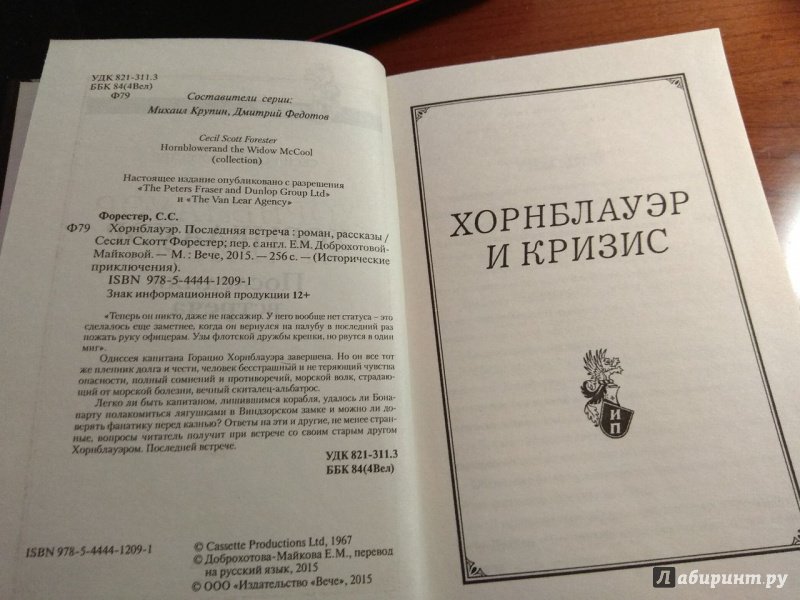 УДК 821-311.3
ББК 84(4Вел)
Ф79
Составители серии:
Михаил Крупин, Дмитрий Федотов
Cecil Scott Forester
Hornblowerand the Widow McCool
(collection)
Настоящее издание опубликовано с разрешения
«The Peters Fraser and Dunlop Group Ltd»
и «The Van Lear Agency»
Форестер, С.С.
Ф79 Хорнблауэр. Последняя встреча : роман, рассказы /
Сесил Скотт Форестер; пер. с англ. Е.М. Доброхотовой-
Майковой. — М. : Вече, 2015. — 256 с. — (Исторические
приключения).
ISBN 978-5-4444-1209-1
Знак информационной продукции 12+
«Теперь он никто, даже не пассажир. У него вообще нет статуса – это
сделалось еще заметнее, когда он вернулся на палубу в последний раз
пожать руку офицерам. Узы флотской дружбы крепки, но рвутся в один
миг».
Одиссея капитана Горацио Хорнблауэра завершена. Но он все тот
же пленник долга и чести, человек бесстрашный и не теряющий чувства
опасности, полный сомнений и противоречий, морской волк, страдаю-
щий от морской болезни, вечный скиталец-альбатрос.
Легко ли быть капитаном, лишившимся корабля, удалось ли Бона-
парту полакомиться лягушками в Виндзорском замке и можно ли до-
верять фанатику перед казнью? Ответы на эти и другие, не менее стран-
ные, вопросы читатель получит при встрече со своим старым другом
Хорнблауэром. Последней встрече.
УДК 821-311.3
ББК 84(4Вел)
ISBN 978-5-4444-1209-1
© Cassette Productions Ltd, 1967
© Доброхотова-Майкова Е.М., перевод
на русский язык, 2015
© ООО «Издательство «Вече», 2015
ХОРНБЛАУЭР
И КРИЗИС
ИП
Лабиринт.ру